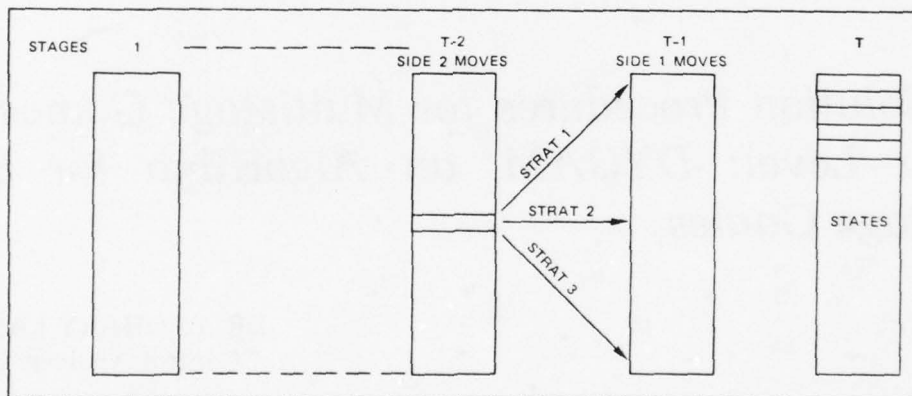 STAGES 1 T-2 T-1 T
SIDE 2 MOVES SIDE 1 MOVES
STRAT 1
STRAT 2
STRAT 3
STATES